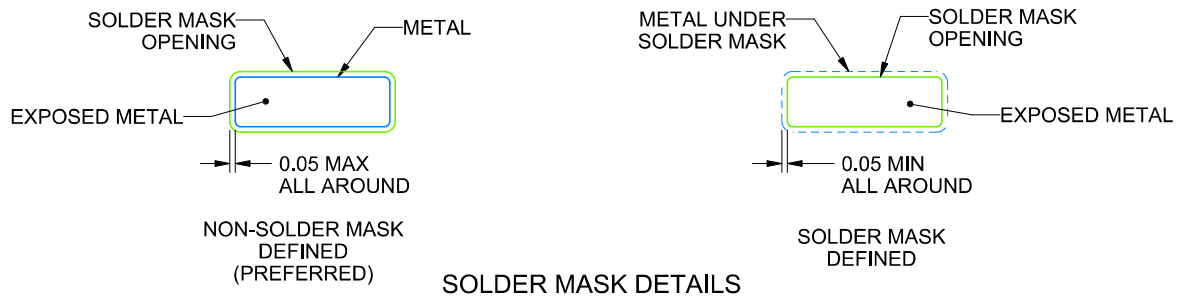 SOLDER MASK
OPENING
METAL
EXPOSED METAL
0.05 MAX
ALL AROUND
NON-SOLDER MASK
DEFINED
(PREFERRED)
METAL UNDER
SOLDER MASK
SOLDER MASK
OPENING
EXPOSED METAL
0.05 MIN
ALL AROUND
SOLDER MASK
DEFINED
SOLDER MASK DETAILS